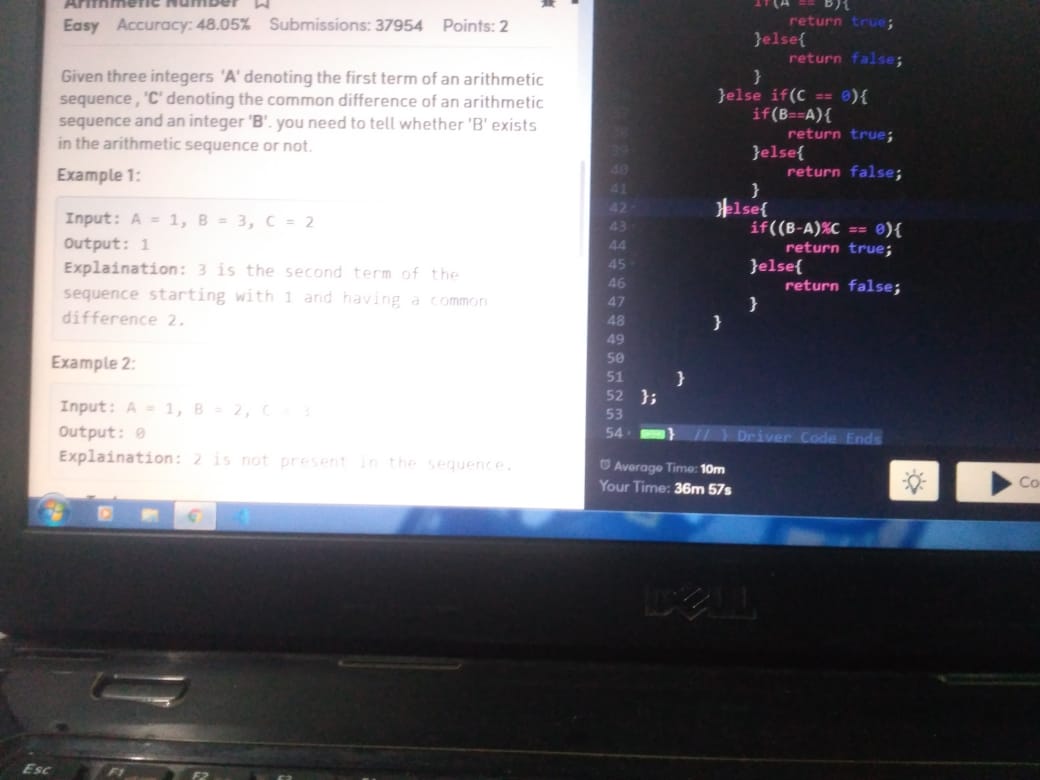 Arithmetic Number
Easy Accuracy: 48.05% Submissions: 37954 Points: 2
Given three integers 'A' denoting the first term of an arithmetic
sequence , 'C' denoting the common difference of an arithmetic
sequence and an integer 'B'. you need to tell whether 'B' exists
in the arithmetic sequence or not.
Example 1:
Input: A = 1, B = 3, C = 2
Output: 1
Explaination: 3 is the second term of the
sequence starting with 1 and having a common
difference 2.
Example 2:
Input: A = 1, B = 2, C = 3
Output: 0
Explaination: 2 is not present in the sequence.
if(A == B){
return true;
}else{
return false;
}
}else if(C == 0){
if(B==A){
38 return true;
39 }else{
40 return false;
41 }
42 }else{
43 if((B-A)%C == 0){
44 return true;
45 }else{
46 return false;
47 }
48 }
49
50
51 }
52 };
53
54 } // } Driver Code Ends
Average Time: 10m
Your Time: 36m 57s
Co
DELL
Esc
F1
F2